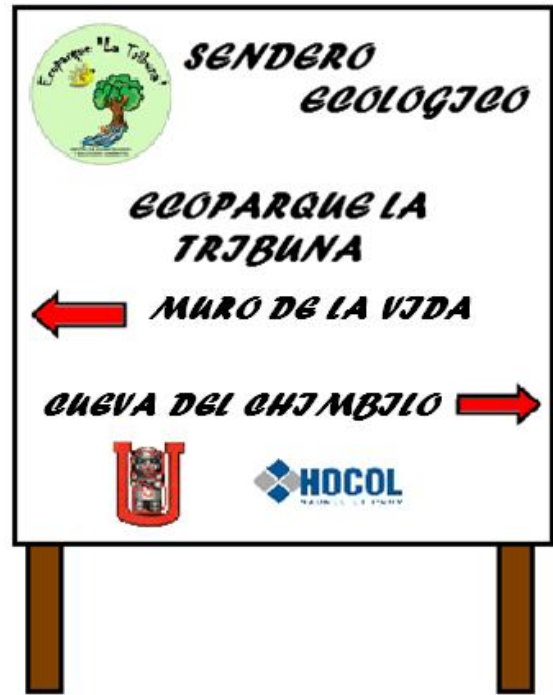 Ecoparque "La Tribuna"
SENDERO
ECOLOGICO
ECOPARQUE LA
TRIBUNA
MURO DE LA VIDA
CUEVA DEL CHIMBILO
U
HOCOL